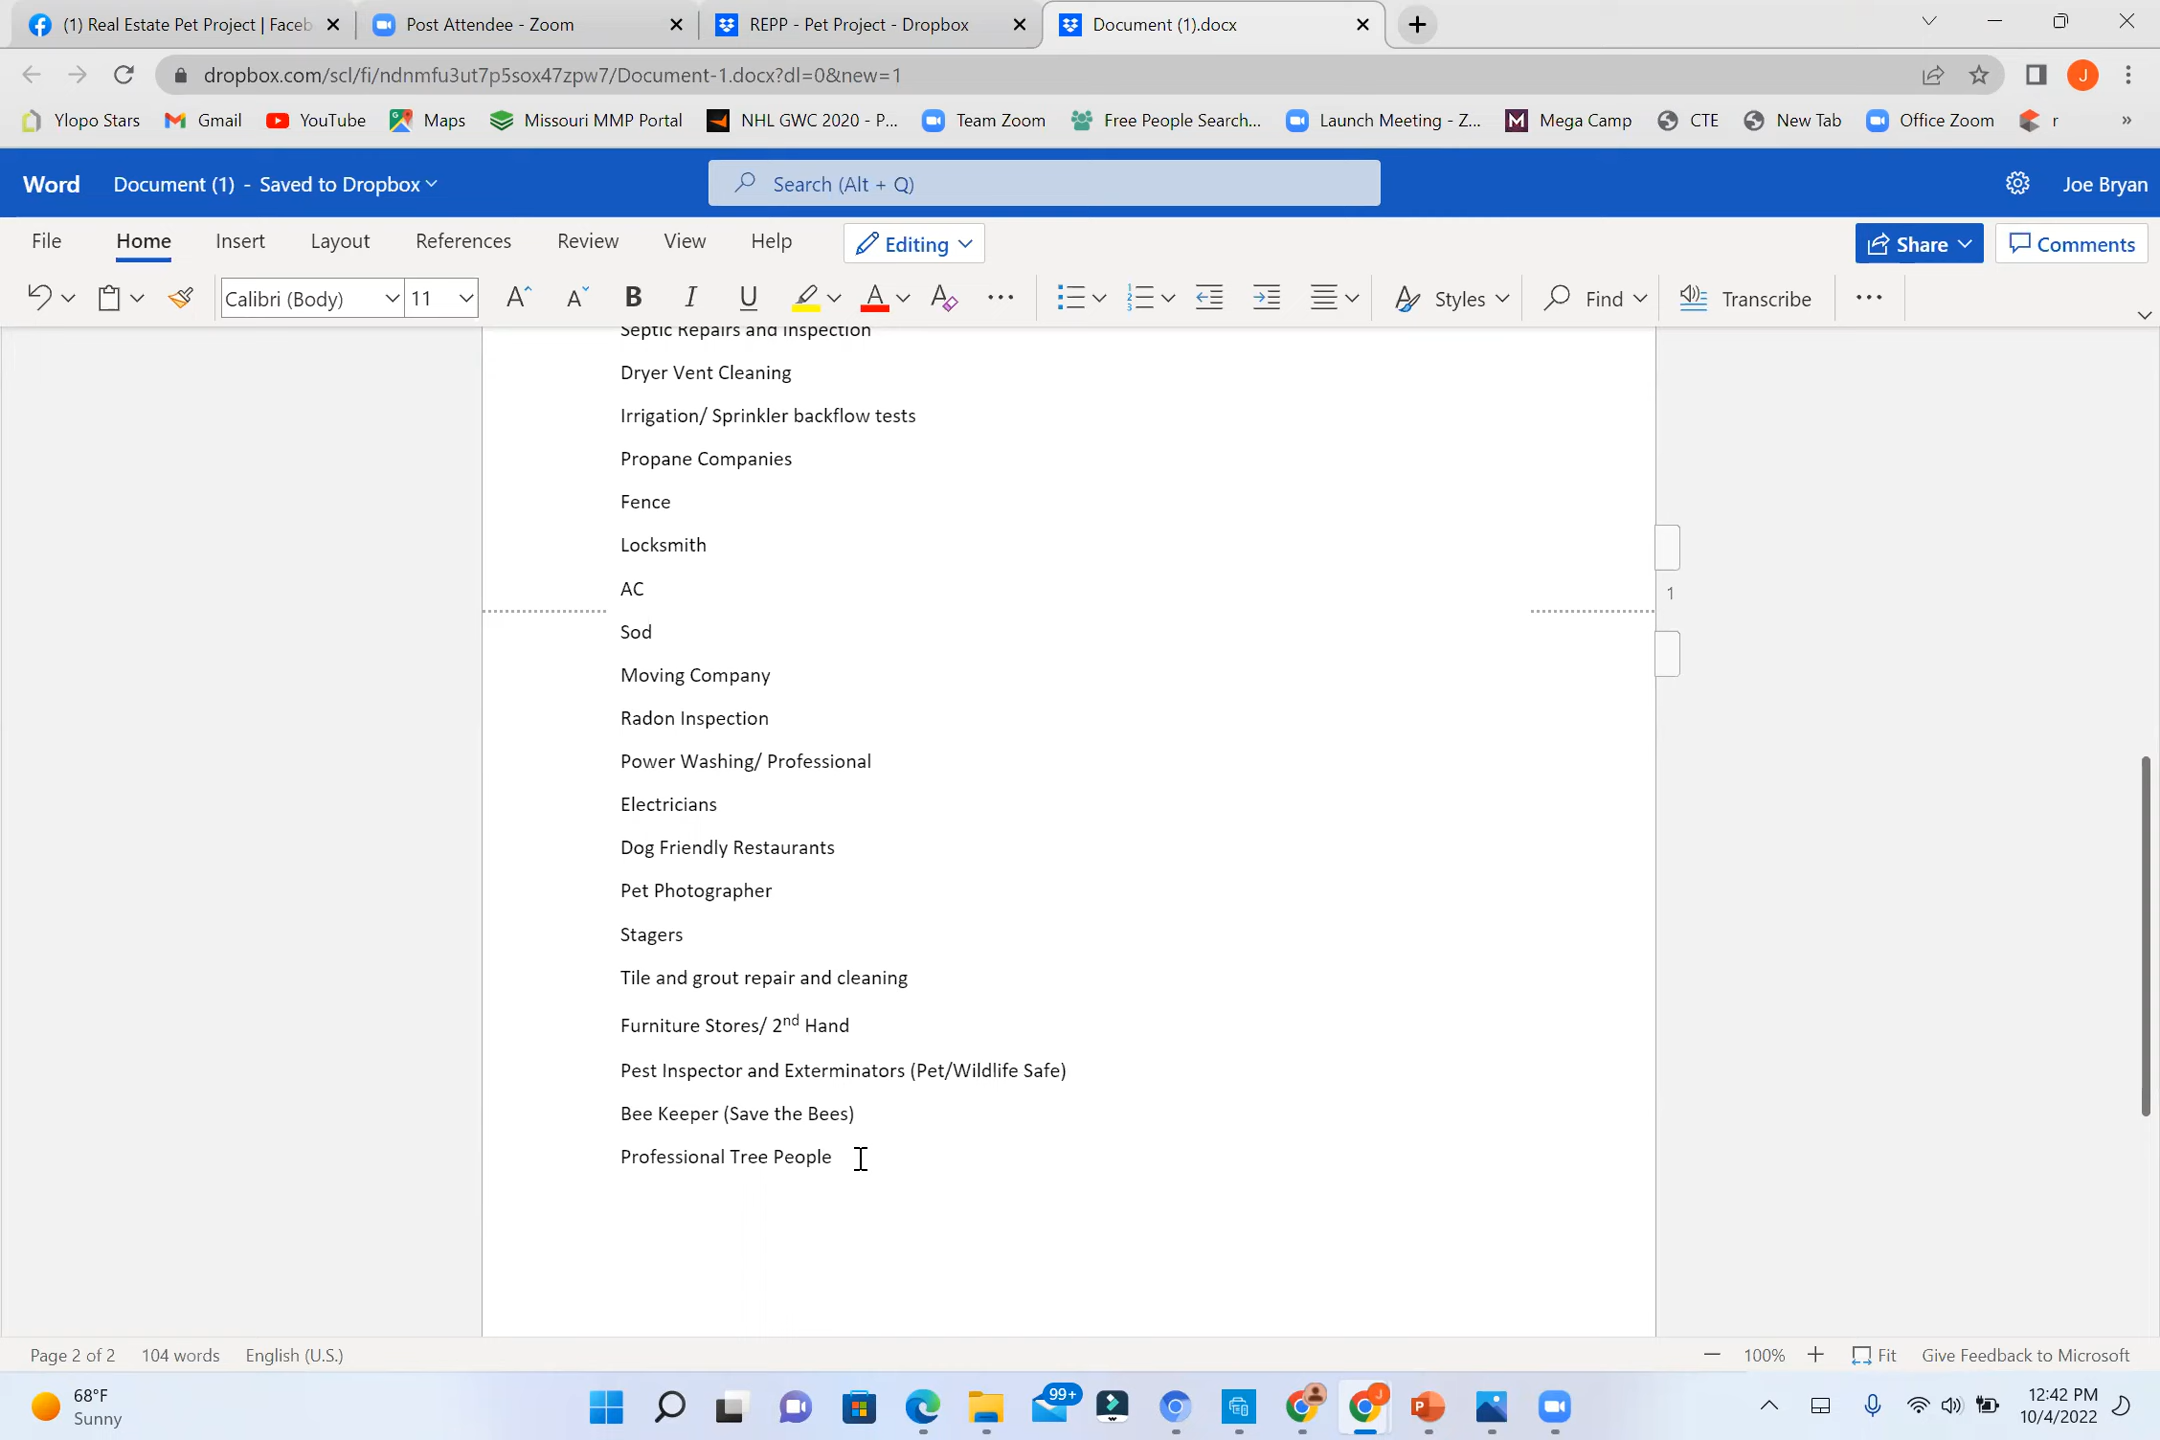 (1) Real Estate Pet Project | Faceb
Post Attendee - Zoom
REPP - Pet Project - Dropbox
Document (1).docx
dropbox.com/scl/fi/ndnmfu3ut7p5sox47zpw7/Document-1.docx?dl=0&new=1
J
Ylopo Stars
Gmail
YouTube
Maps
Missouri MMP Portal
NHL GWC 2020 - P...
Team Zoom
Free People Search...
Launch Meeting - Z...
Mega Camp
CTE
New Tab
Office Zoom
r
»
Word
Document (1) - Saved to Dropbox
Search (Alt + Q)
Joe Bryan
File
Home
Insert
Layout
References
Review
View
Help
Editing
Share
Comments
Calibri (Body)
11
B
I
U
Styles
Find
Transcribe
Septic Repairs and Inspection
Dryer Vent Cleaning
Irrigation/ Sprinkler backflow tests
Propane Companies
Fence
Locksmith
AC
1
Sod
Moving Company
Radon Inspection
Power Washing/ Professional
Electricians
Dog Friendly Restaurants
Pet Photographer
Stagers
Tile and grout repair and cleaning
Furniture Stores/ 2nd Hand
Pest Inspector and Exterminators (Pet/Wildlife Safe)
Bee Keeper (Save the Bees)
Professional Tree People
Page 2 of 2
104 words
English (U.S.)
100%
Fit
Give Feedback to Microsoft
68°F
Sunny
99+
J
P
12:42 PM
10/4/2022